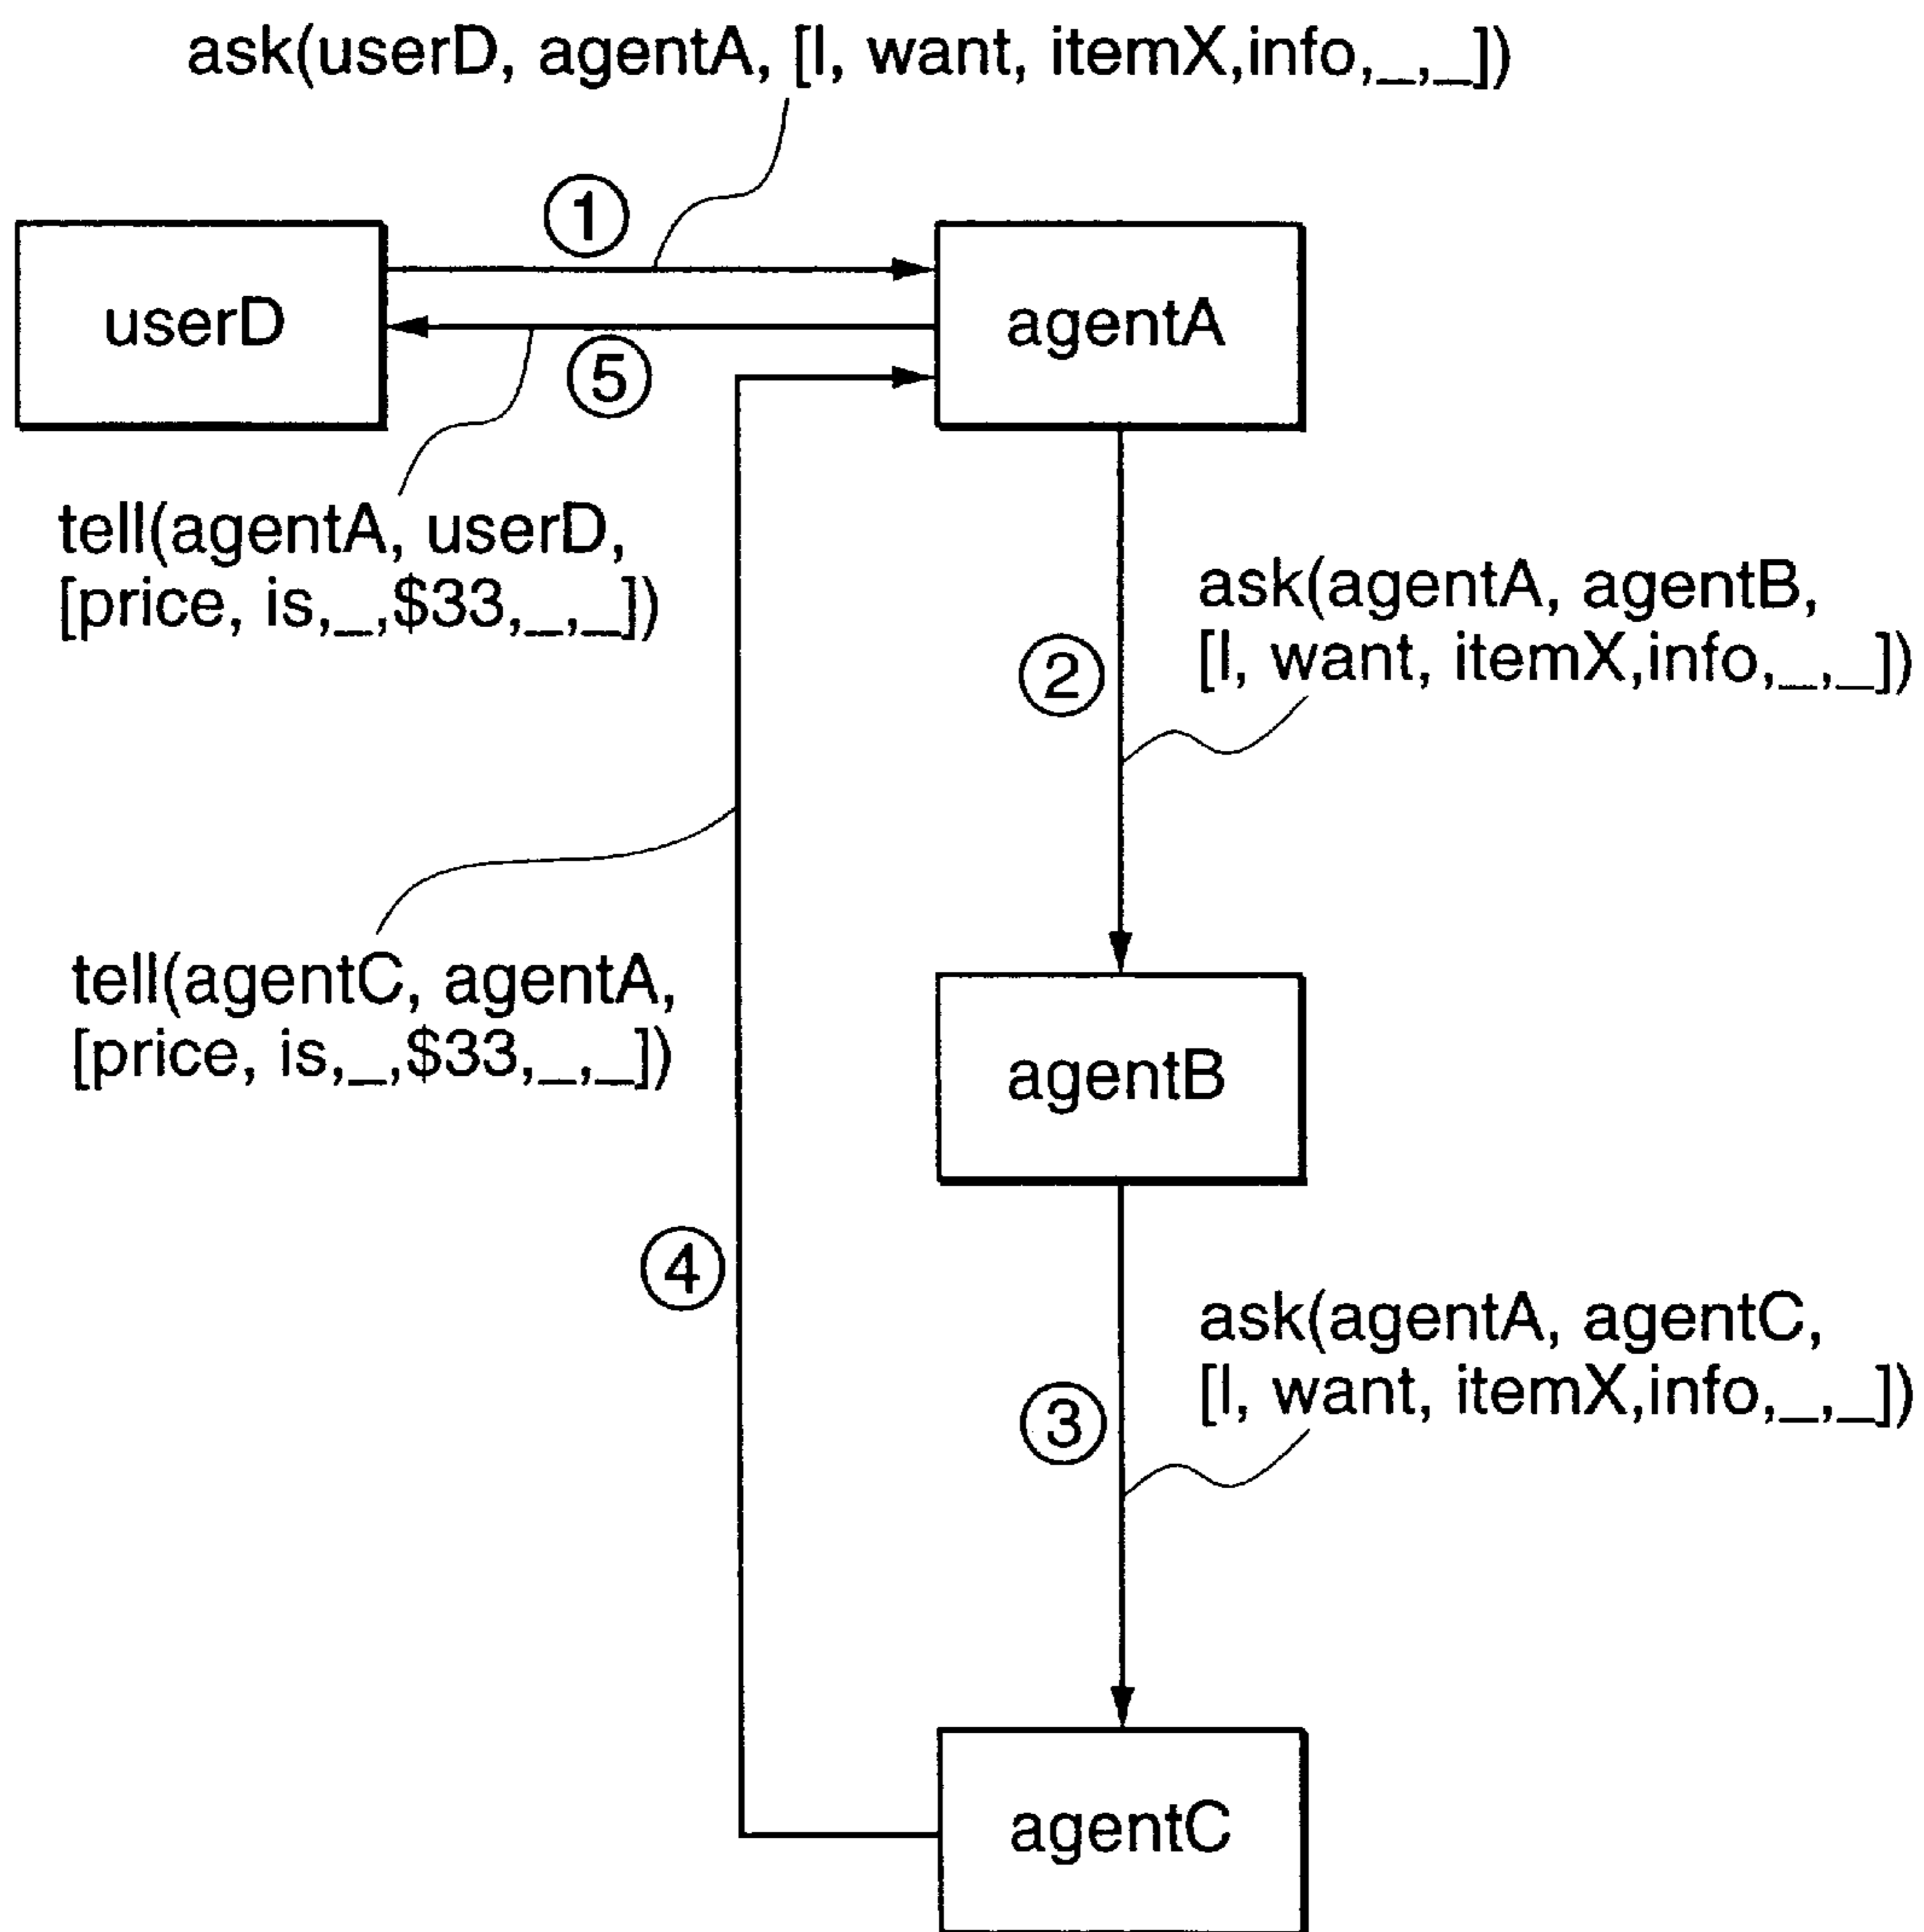 ask(userD, agentA, [I, want, itemX,info,_,_])
1
userD
agentA
5
tell(agentA, userD,
[price, is,_,$33,_,_])
ask(agentA, agentB,
[I, want, itemX,info,_,_])
2
tell(agentC, agentA,
[price, is,_,$33,_,_])
agentB
4
ask(agentA, agentC,
[I, want, itemX,info,_,_])
3
agentC